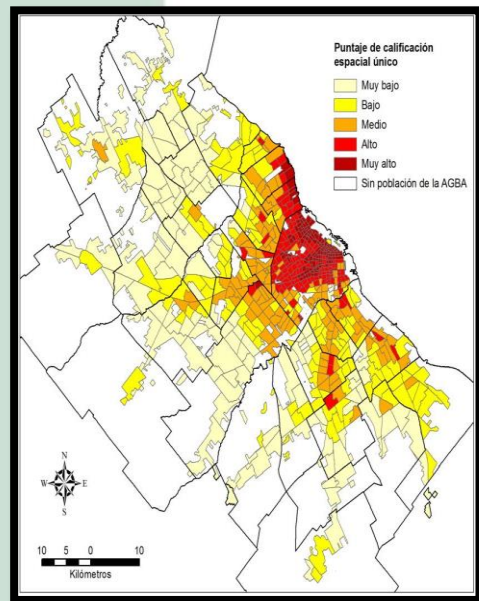 Puntaje de calificación
espacial único
Muy bajo
Bajo
Medio
Alto
Muy alto
Sin población de la AGBA
N
W E
S
10 5 0 10
Kilómetros